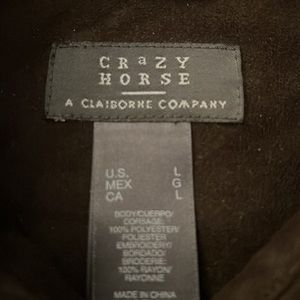 CRaZY
HORSE
A CLAIBORNE COMPANY
U.S. L
MEX G
CA L
BODY/CUERPO/
CORSAGE:
100% POLYESTER/
POLIESTER
EMBROIDERY/
BORDADO/
BRODERIE:
100% RAYON/
RAYON
MADE IN CHINA